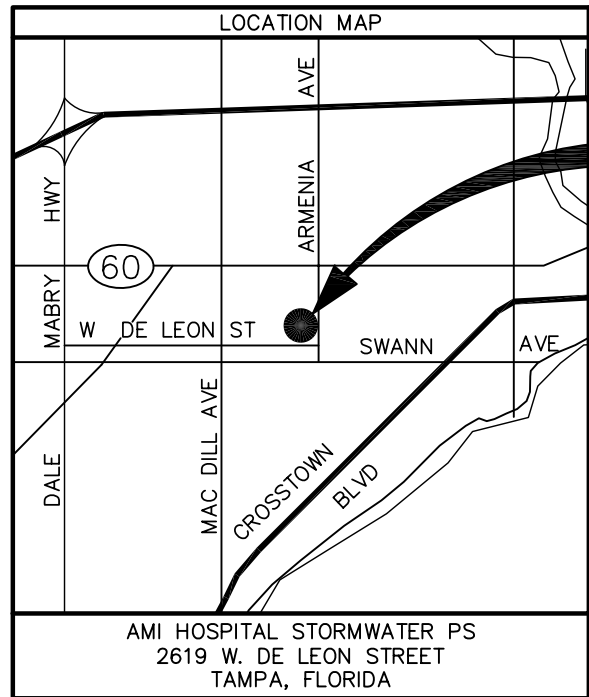 LOCATION MAP
AVE
ARMENIA
HWY
60
MABRY
W DE LEON ST
SWANN AVE
MAC DILL AVE
DALE
CROSSTOWN
BLVD
AMI HOSPITAL STORMWATER PS
2619 W. DE LEON STREET
TAMPA, FLORIDA